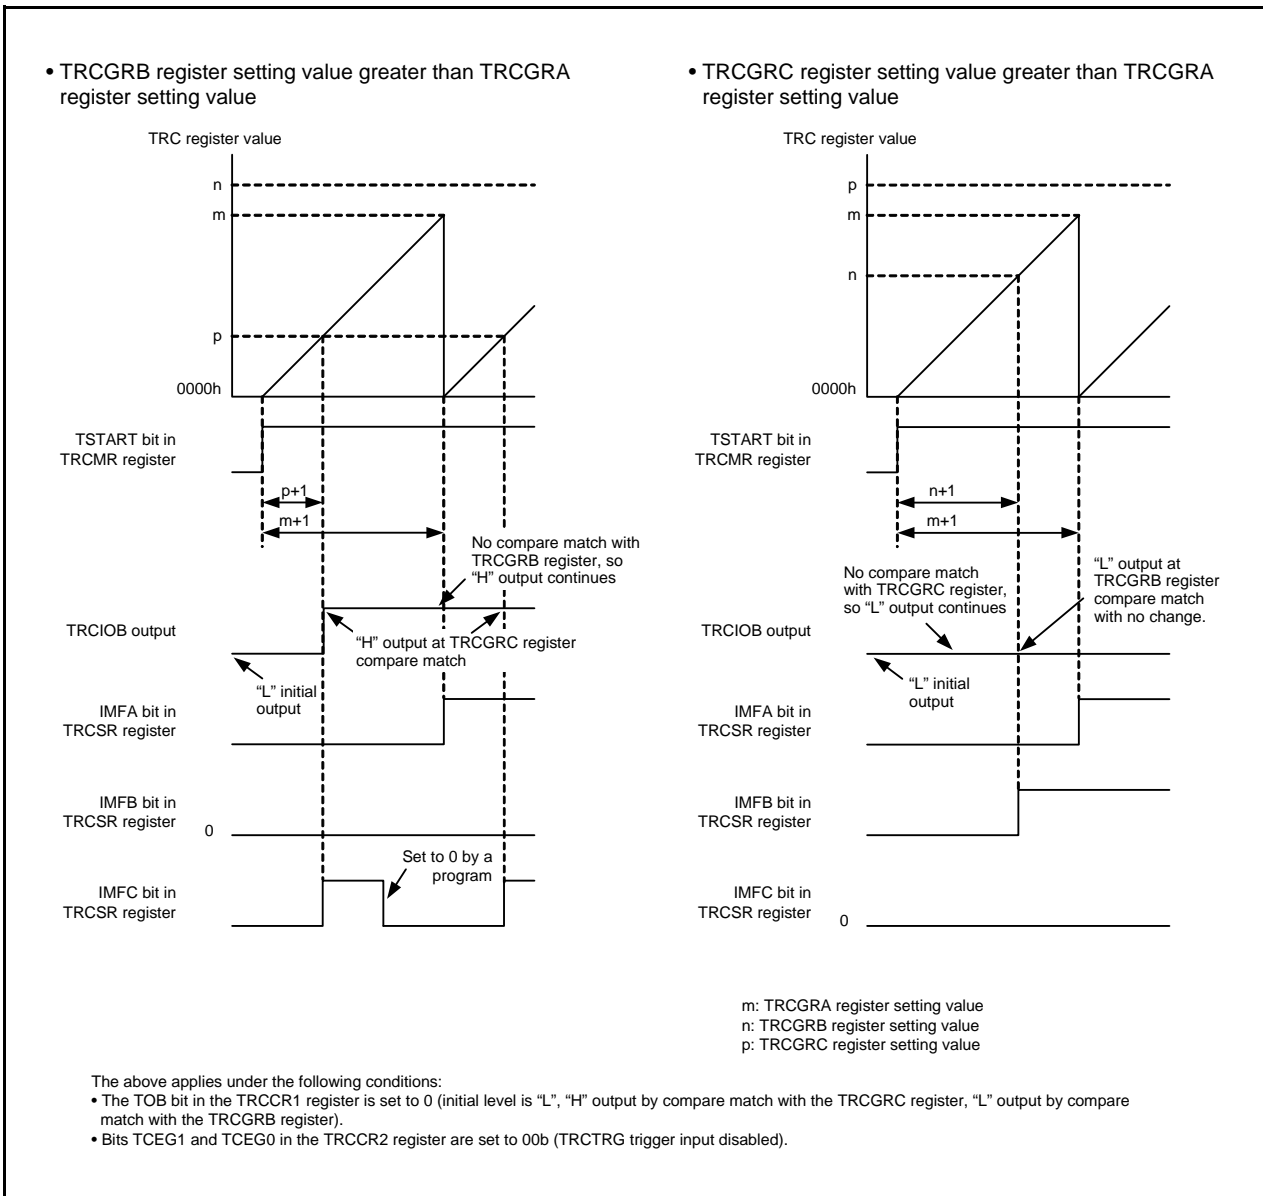 • TRCGRB register setting value greater than TRCGRA
register setting value
TRC register value
n
m
p
0000h
TSTART bit in
TRCMR register
p+1
m+1
No compare match with
TRCGRB register, so
“H” output continues
TRCIOB output
“H” output at TRCGRC register
compare match
“L” initial
output
IMFA bit in
TRCSR register
IMFB bit in
TRCSR register
0
Set to 0 by a
program
IMFC bit in
TRCSR register
• TRCGRC register setting value greater than TRCGRA
register setting value
TRC register value
p
m
n
0000h
TSTART bit in
TRCMR register
n+1
m+1
No compare match
with TRCGRC register,
so “L” output continues
“L” output at
TRCGRB register
compare match
with no change.
TRCIOB output
“L” initial
output
IMFA bit in
TRCSR register
IMFB bit in
TRCSR register
IMFC bit in
TRCSR register
0
m: TRCGRA register setting value
n: TRCGRB register setting value
p: TRCGRC register setting value
The above applies under the following conditions:
• The TOB bit in the TRCCR1 register is set to 0 (initial level is “L”, “H” output by compare match with the TRCGRC register, “L” output by compare
match with the TRCGRB register).
• Bits TCEG1 and TCEG0 in the TRCCR2 register are set to 00b (TRCTRG trigger input disabled).